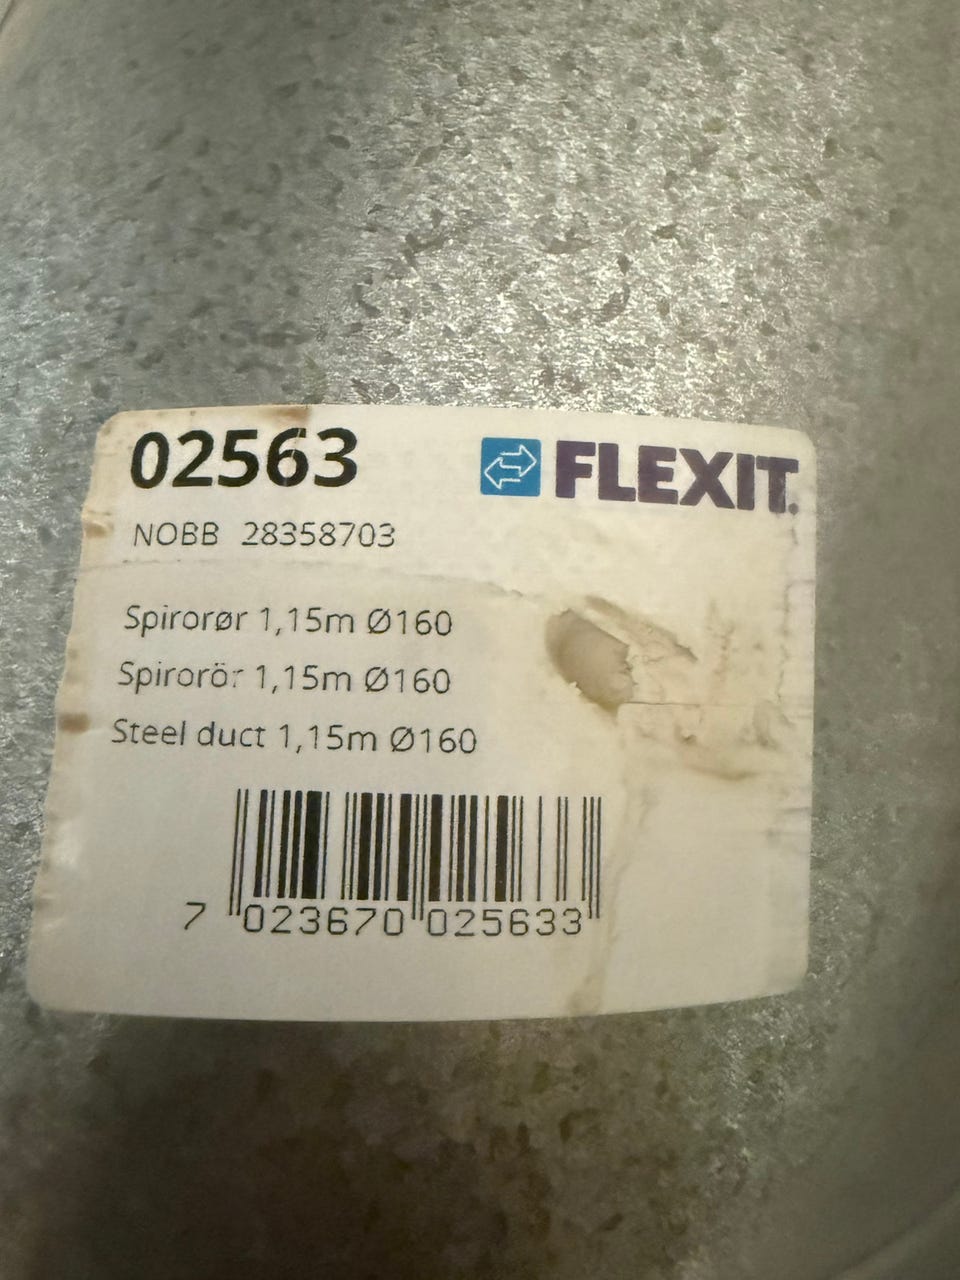 02563
FLEXIT.
NOBB 28358703
Spirorør 1,15m Ø160
Spirorör 1,15m Ø160
Steel duct 1,15m Ø160
7 023670 025633